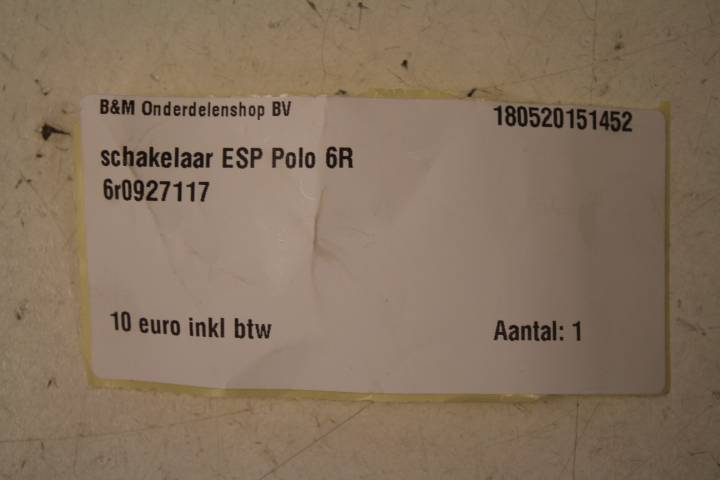 B&M Onderdelenshop BV
180520151452
schakelaar ESP Polo 6R
6r0927117
10 euro inkl btw
Aantal: 1